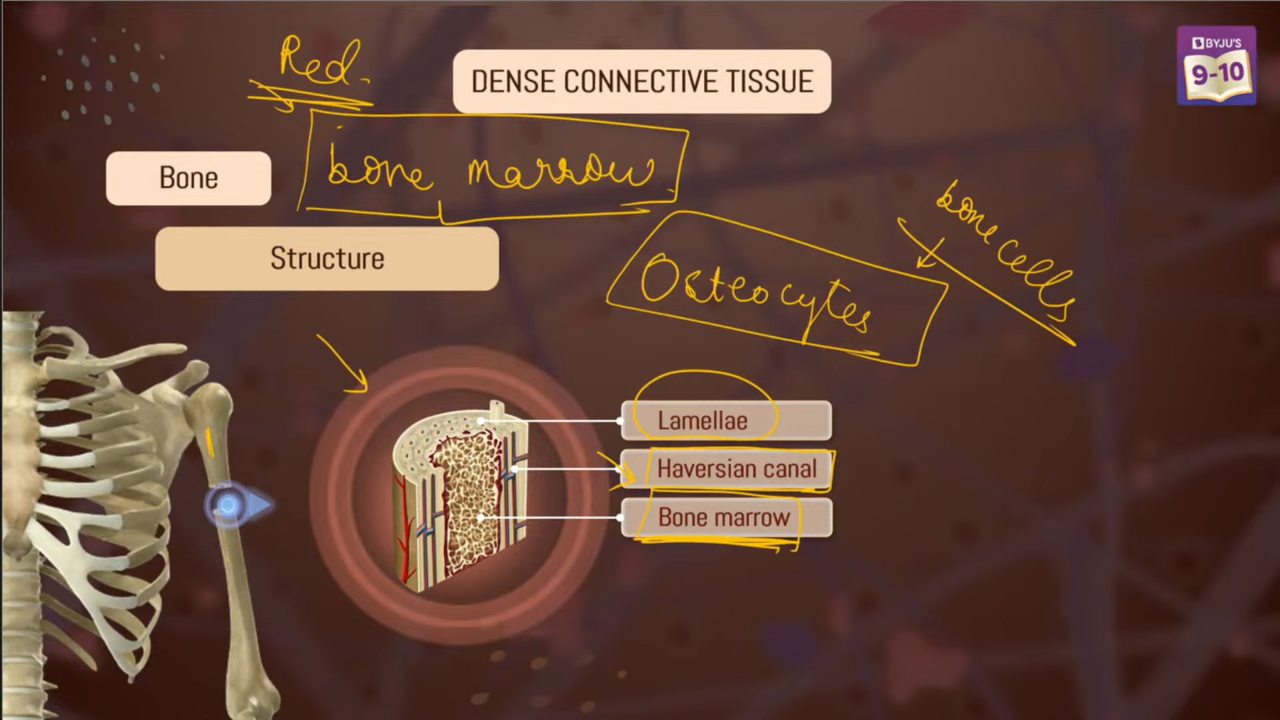 Red.
DENSE CONNECTIVE TISSUE
BYJU'S
9-10
Bone
bone marrow
bone cells
Structure
Osteocytes
Lamellae
Haversian canal
Bone marrow